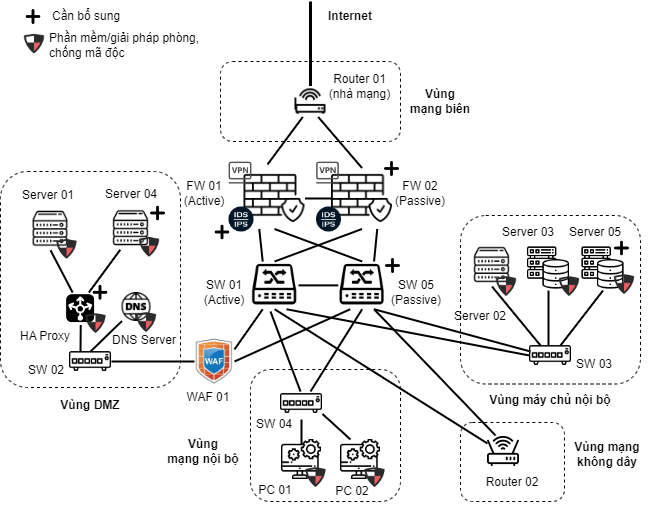 Cần bổ sung
Phần mềm/giải pháp phòng,
chống mã độc
Internet
Router 01
(nhà mạng)
Vùng
mạng biên
VPN
VPN
FW 01
(Active)
FW 02
(Passive)
IDS
IPS
IDS
IPS
Server 01
Server 04
HA Proxy
DNS
DNS Server
SW 02
Vùng DMZ
SW 01
(Active)
SW 05
(Passive)
WAF
WAF 01
Server 03
Server 05
Server 02
SW 03
Vùng máy chủ nội bộ
SW 04
Vùng
mạng nội bộ
PC 01
PC 02
Router 02
Vùng mạng
không dây